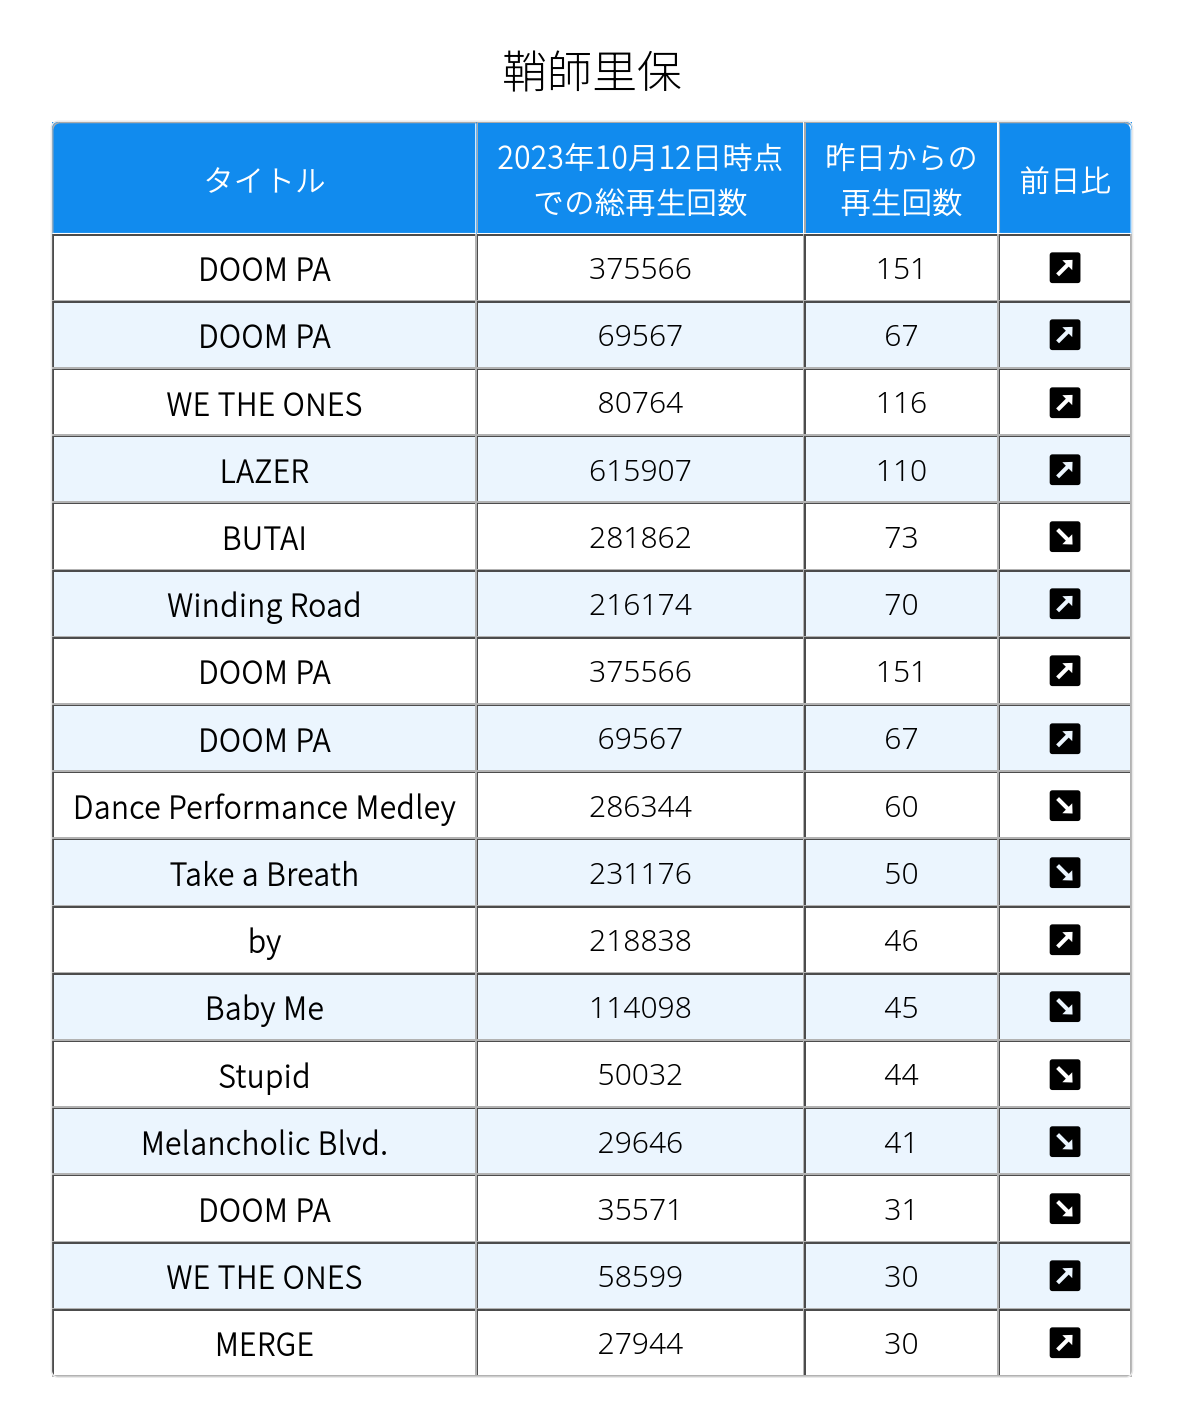 鞘師里保
タイトル 2023年10月12日時点での総再生回数 昨日からの再生回数 前日比
DOOM PA 375566 151 ↗
DOOM PA 69567 67 ↗
WE THE ONES 80764 116 ↗
LAZER 615907 110 ↗
BUTAI 281862 73 ↘
Winding Road 216174 70 ↗
DOOM PA 375566 151 ↗
DOOM PA 69567 67 ↗
Dance Performance Medley 286344 60 ↘
Take a Breath 231176 50 ↘
by 218838 46 ↗
Baby Me 114098 45 ↘
Stupid 50032 44 ↘
Melancholic Blvd. 29646 41 ↘
DOOM PA 35571 31 ↘
WE THE ONES 58599 30 ↗
MERGE 27944 30 ↗